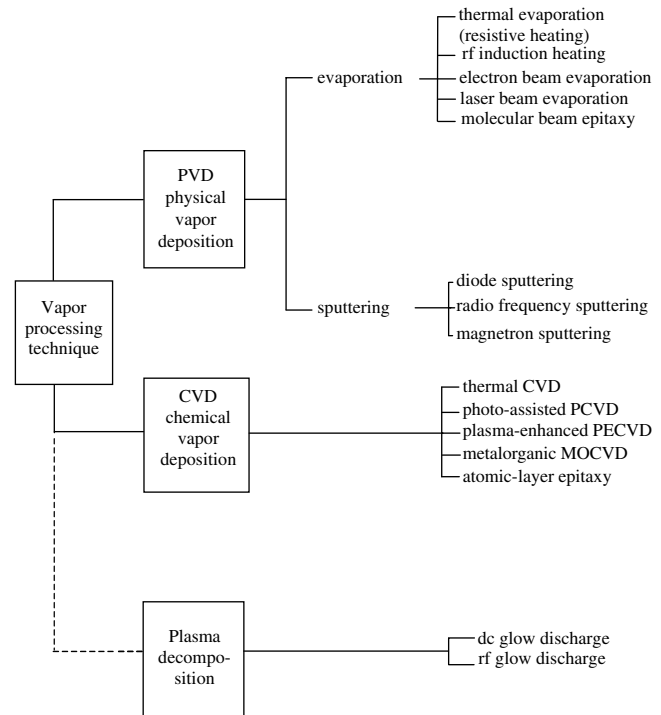 thermal evaporation
(resistive heating)
rf induction heating
evaporation
electron beam evaporation
laser beam evaporation
molecular beam epitaxy
PVD
physical
vapor
deposition
diode sputtering
sputtering
radio frequency sputtering
magnetron sputtering
Vapor
processing
technique
CVD
chemical
vapor
deposition
thermal CVD
photo-assisted PCVD
plasma-enhanced PECVD
metalorganic MOCVD
atomic-layer epitaxy
Plasma
decompo-
sition
dc glow discharge
rf glow discharge